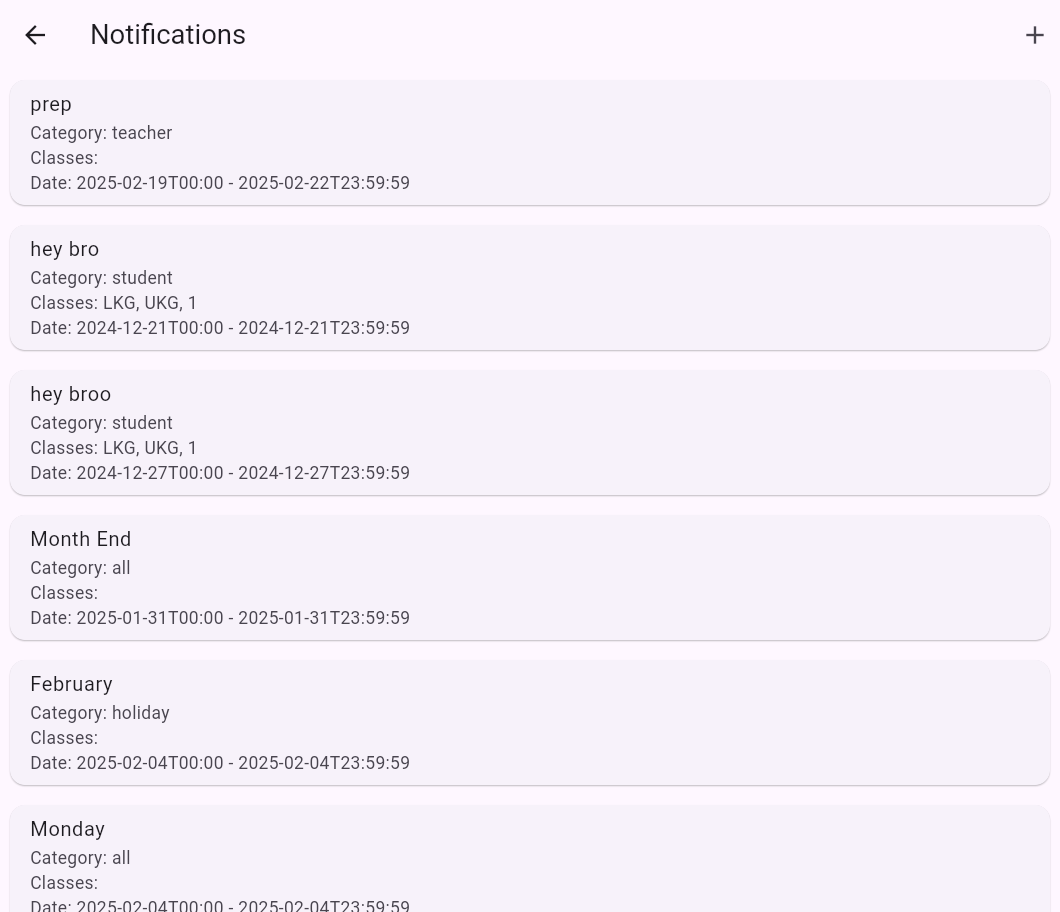 Notifications
prep
Category: teacher
Classes:
Date: 2025-02-19T00:00 - 2025-02-22T23:59:59
hey bro
Category: student
Classes: LKG, UKG, 1
Date: 2024-12-21T00:00 - 2024-12-21T23:59:59
hey broo
Category: student
Classes: LKG, UKG, 1
Date: 2024-12-27T00:00 - 2024-12-27T23:59:59
Month End
Category: all
Classes:
Date: 2025-01-31T00:00 - 2025-01-31T23:59:59
February
Category: holiday
Classes:
Date: 2025-02-04T00:00 - 2025-02-04T23:59:59
Monday
Category: all
Classes:
Date: 2025-02-04T00:00 - 2025-02-04T23:59:59